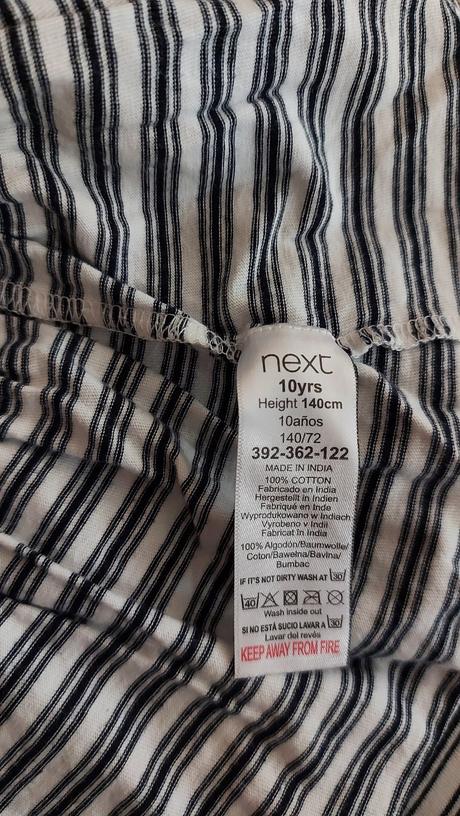 next
10yrs
Height 140cm
10años
140/72
392-362-122
MADE IN INDIA
100% COTTON
Fabricado en India
Hergestellt in Indien
Fabriqué en Inde
Wyprodukowano w Indiach
Vyrobeno v Indii
Fabricat în India
100% Algodón/Baumwolle/
Coton/Bawełna/Bavlna/
Bumbac
IF IT'S NOT DIRTY WASH AT 30
40
Wash inside out
SI NO ESTÁ SUCIO LAVAR A 30
Lavar del revés
KEEP AWAY FROM FIRE